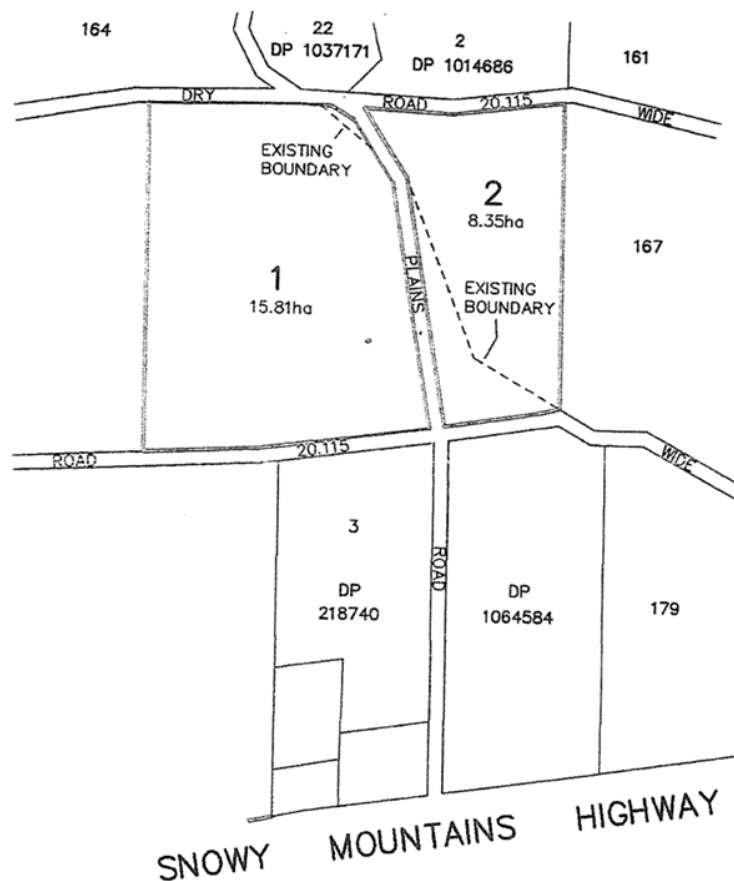 164
22
DP 1037171
2
DP 1014686
161
DRY
ROAD
20.115
WIDE
EXISTING
BOUNDARY
2
8.35ha
1
15.81ha
PLAINS
167
EXISTING
BOUNDARY
ROAD
20.115
WIDE
3
ROAD
DP
218740
DP
1064584
179
SNOWY MOUNTAINS HIGHWAY